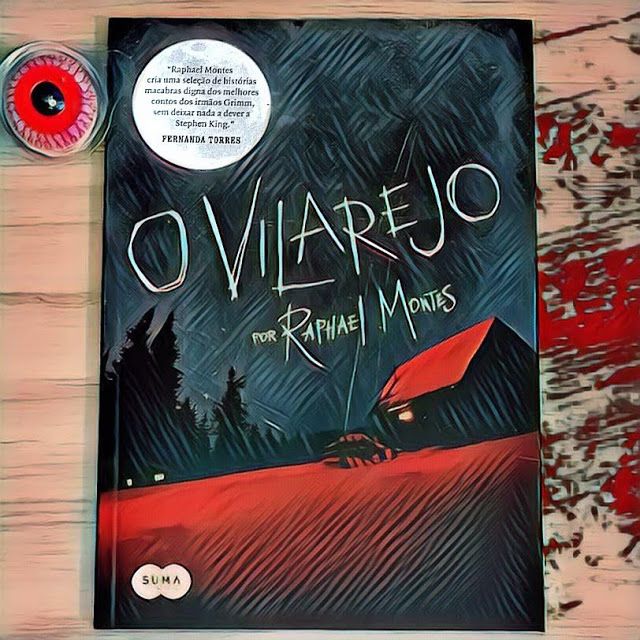 "Raphael Montes
cria uma seleção de histórias
macabras digna dos melhores
contos dos irmãos Grimm,
sem deixar nada a dever a
Stephen King."
FERNANDA TORRES
O VILAREJO
POR RAPHAEL MONTES
SUMA